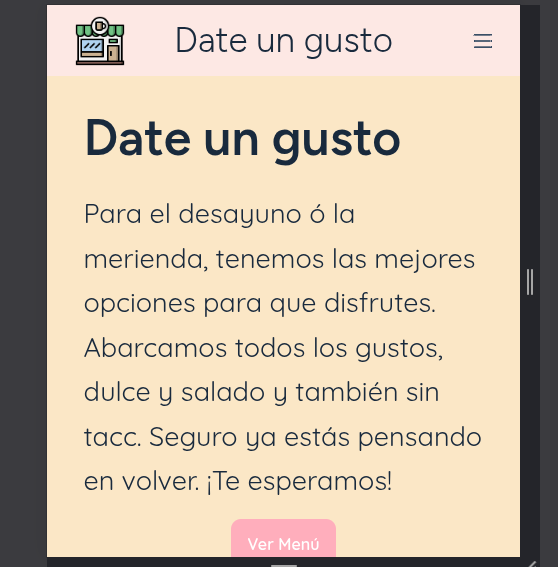 Date un gusto
Date un gusto
Para el desayuno ó la
merienda, tenemos las mejores
opciones para que disfrutes.
Abarcamos todos los gustos,
dulce y salado y también sin
tacc. Seguro ya estás pensando
en volver. ¡Te esperamos!
Ver Menú